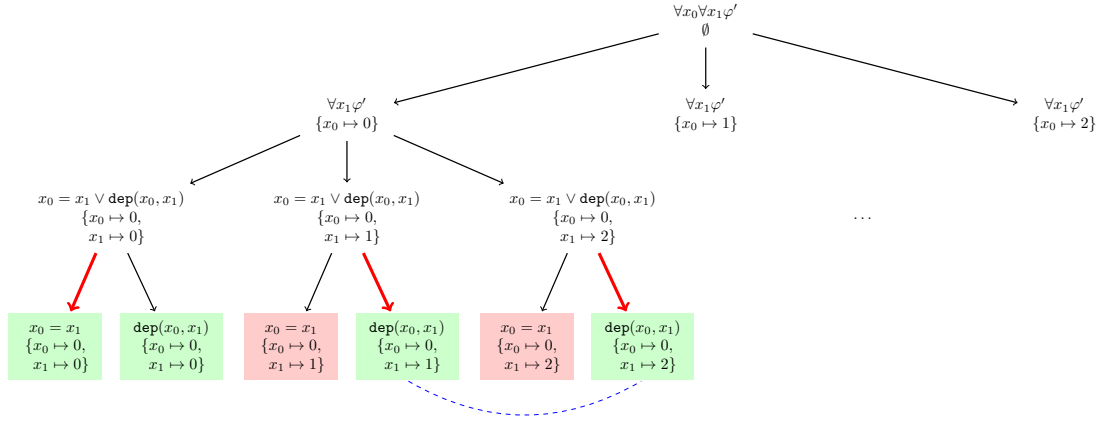 ∀x₀∀x₁φ′
∅
∀x₁φ′
{x₀ ↦ 0}
∀x₁φ′
{x₀ ↦ 1}
∀x₁φ′
{x₀ ↦ 2}
x₀ = x₁ ∨ dep(x₀, x₁)
{x₀ ↦ 0,
x₁ ↦ 0}
x₀ = x₁ ∨ dep(x₀, x₁)
{x₀ ↦ 0,
x₁ ↦ 1}
x₀ = x₁ ∨ dep(x₀, x₁)
{x₀ ↦ 0,
x₁ ↦ 2}
⋯
x₀ = x₁
{x₀ ↦ 0,
x₁ ↦ 0}
dep(x₀, x₁)
{x₀ ↦ 0,
x₁ ↦ 0}
x₀ = x₁
{x₀ ↦ 0,
x₁ ↦ 1}
dep(x₀, x₁)
{x₀ ↦ 0,
x₁ ↦ 1}
x₀ = x₁
{x₀ ↦ 0,
x₁ ↦ 2}
dep(x₀, x₁)
{x₀ ↦ 0,
x₁ ↦ 2}